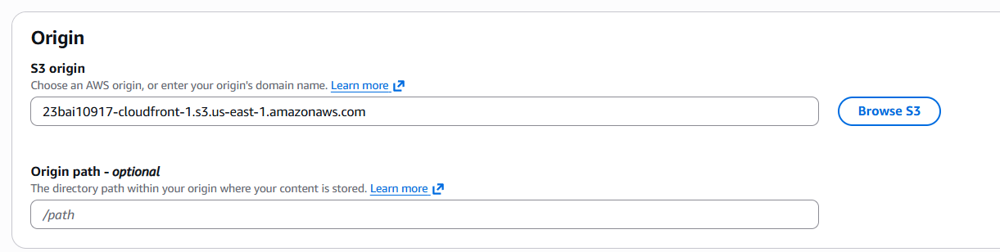 Origin
S3 origin
Choose an AWS origin, or enter your origin's domain name. Learn more
23bai10917-cloudfront-1.s3.us-east-1.amazonaws.com
Browse S3
Origin path - optional
The directory path within your origin where your content is stored. Learn more
/path